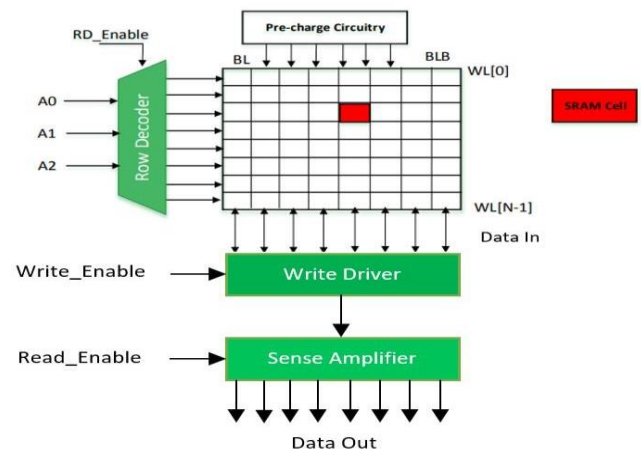 Pre-charge Circuitry
RD_Enable
BL
BLB
WL[0]
A0
A1
A2
Row Decoder
SRAM Cell
WL[N-1]
Data In
Write_Enable
Write Driver
Read_Enable
Sense Amplifier
Data Out